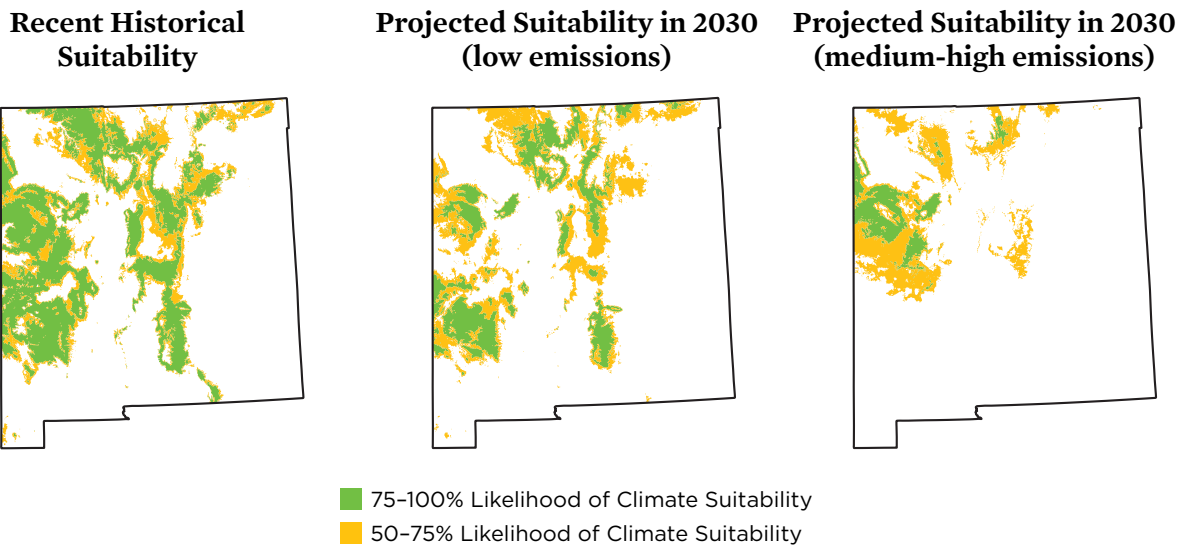 Recent Historical
Suitability
Projected Suitability in 2030
(low emissions)
Projected Suitability in 2030
(medium-high emissions)
75–100% Likelihood of Climate Suitability
50–75% Likelihood of Climate Suitability